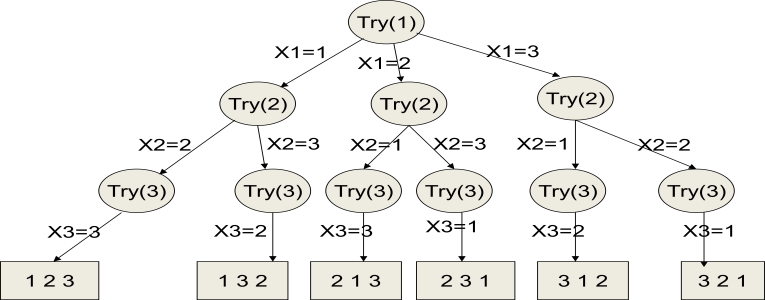 Try(1)
X1=1
X1=2
X1=3
Try(2)
Try(2)
Try(2)
X2=2
X2=3
X2=1
X2=3
X2=1
X2=2
Try(3)
Try(3)
Try(3)
Try(3)
Try(3)
Try(3)
X3=3
X3=2
X3=3
X3=1
X3=2
X3=1
1 2 3
1 3 2
2 1 3
2 3 1
3 1 2
3 2 1